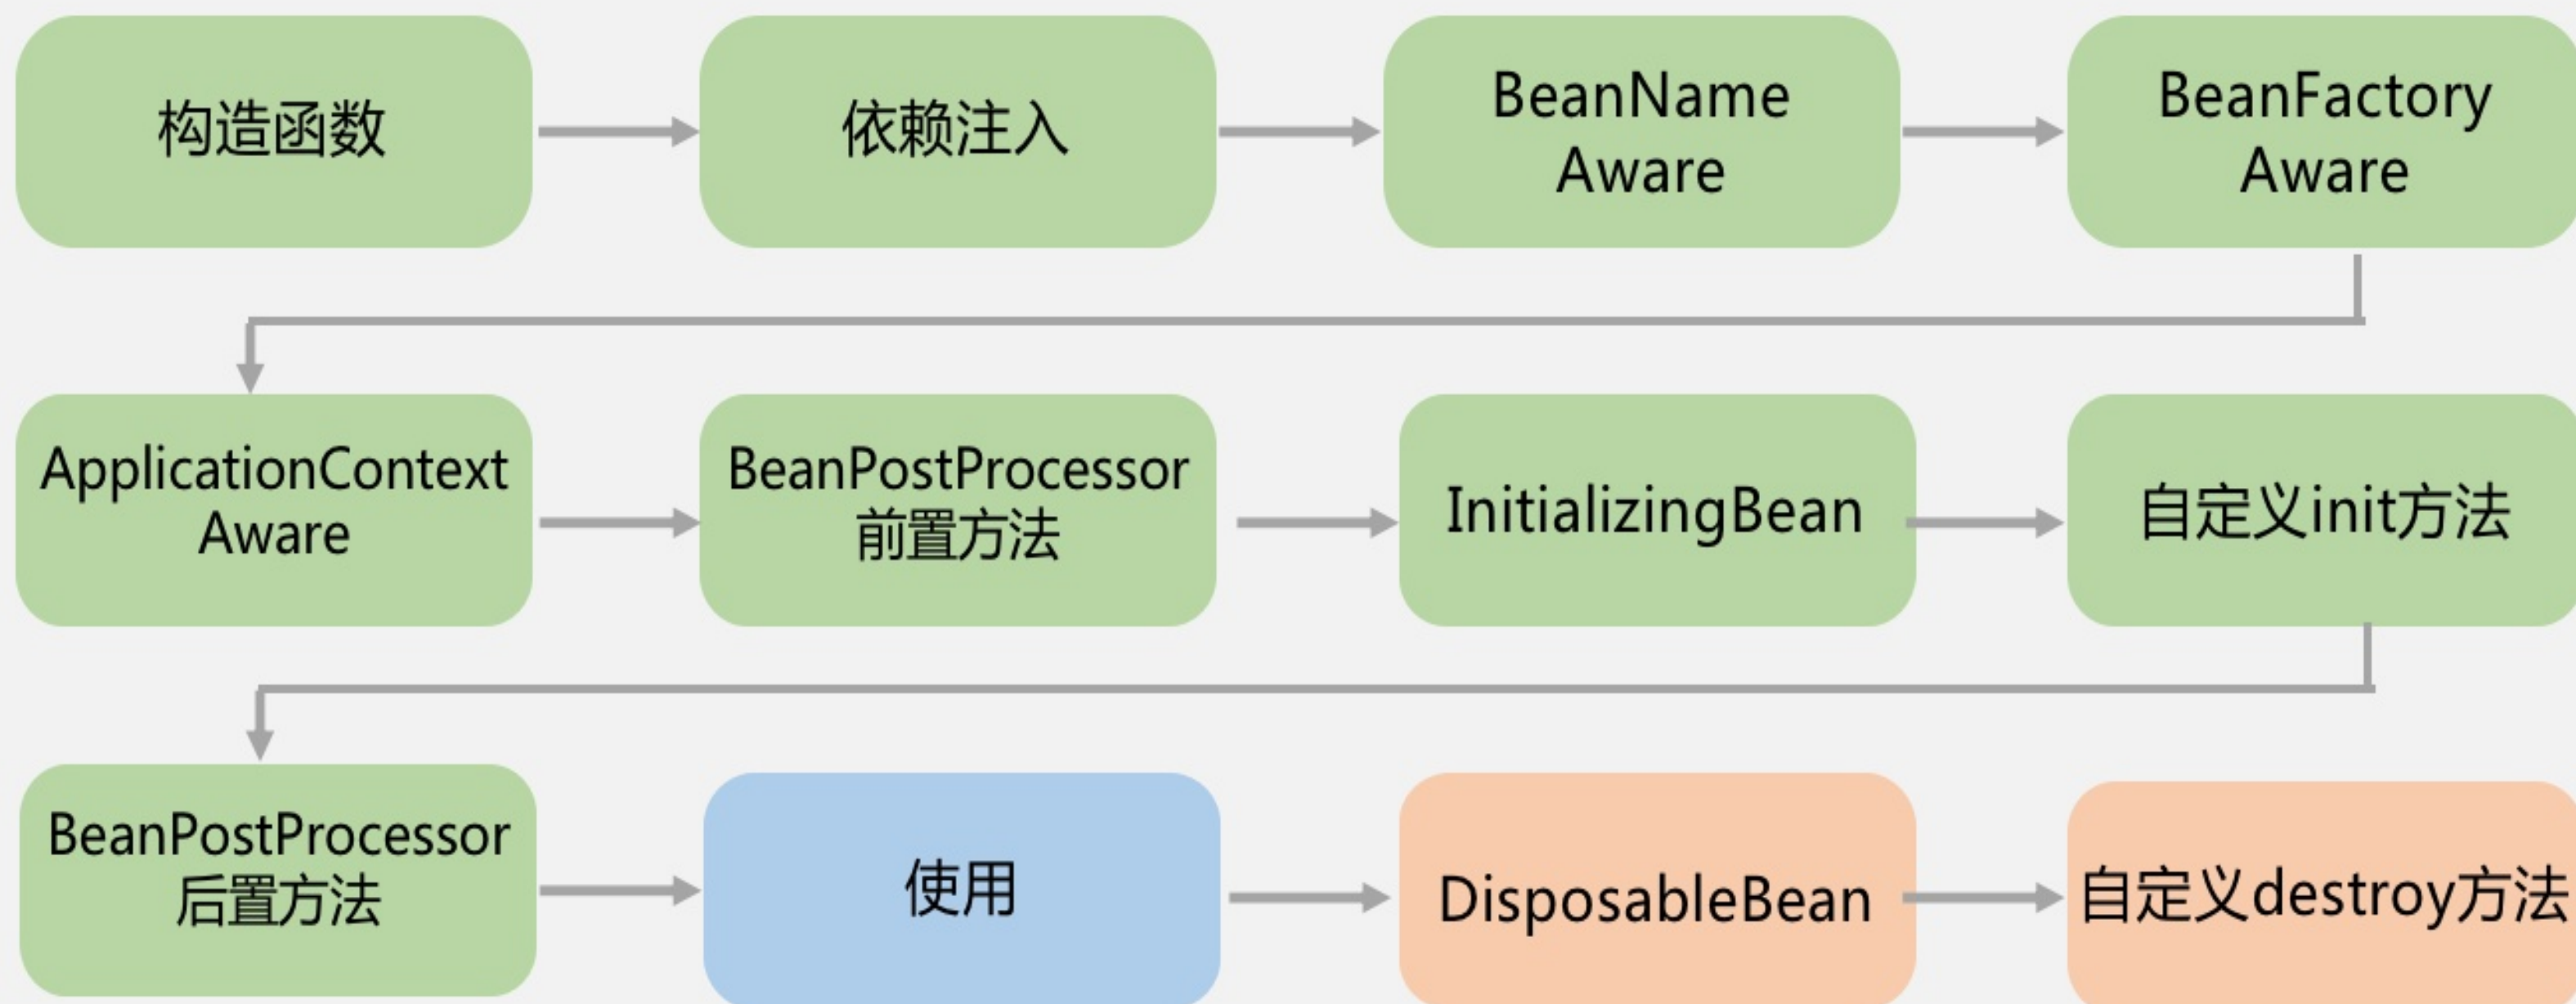 构造函数
依赖注入
BeanName
Aware
BeanFactory
Aware
ApplicationContext
Aware
BeanPostProcessor
前置方法
InitializingBean
自定义init方法
BeanPostProcessor
后置方法
使用
DisposableBean
自定义destroy方法